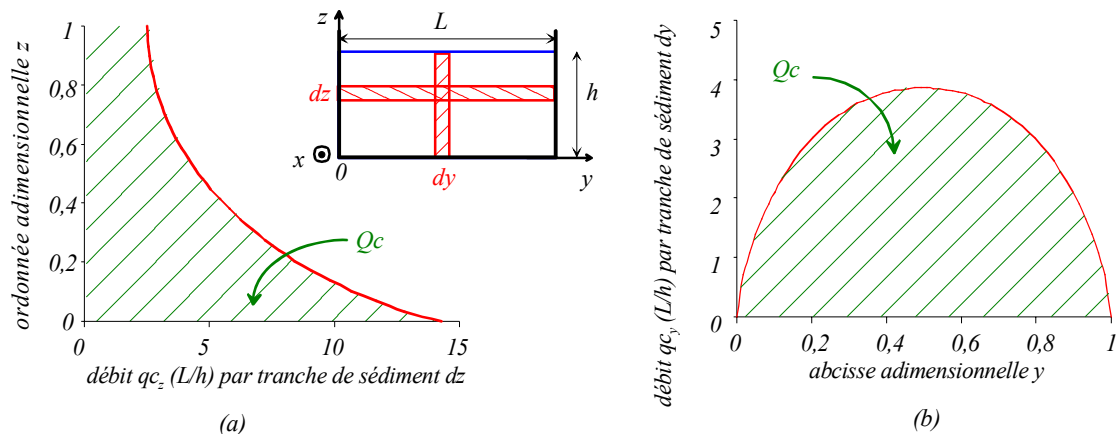 ordonnée adimensionnelle z
1
0,8
0,6
0,4
0,2
0
0
5
10
15
débit qc_z (L/h) par tranche de sédiment dz
Qc
(a)
z
L
dz
h
x
0
dy
y
débit qc_y (L/h) par tranche de sédiment dy
5
4
3
2
1
0
0
0,2
0,4
0,6
0,8
1
abcisse adimensionnelle y
Qc
(b)